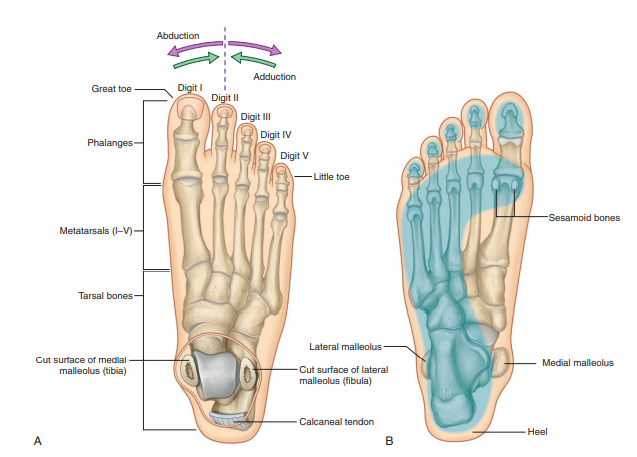 Abduction
Adduction
Great toe
Digit I
Digit II
Digit III
Digit IV
Digit V
Phalanges
Little toe
Metatarsals (I–V)
Sesamoid bones
Tarsal bones
Cut surface of medial
malleolus (tibia)
Cut surface of lateral
malleolus (fibula)
Lateral malleolus
Medial malleolus
Calcaneal tendon
Heel
A
B